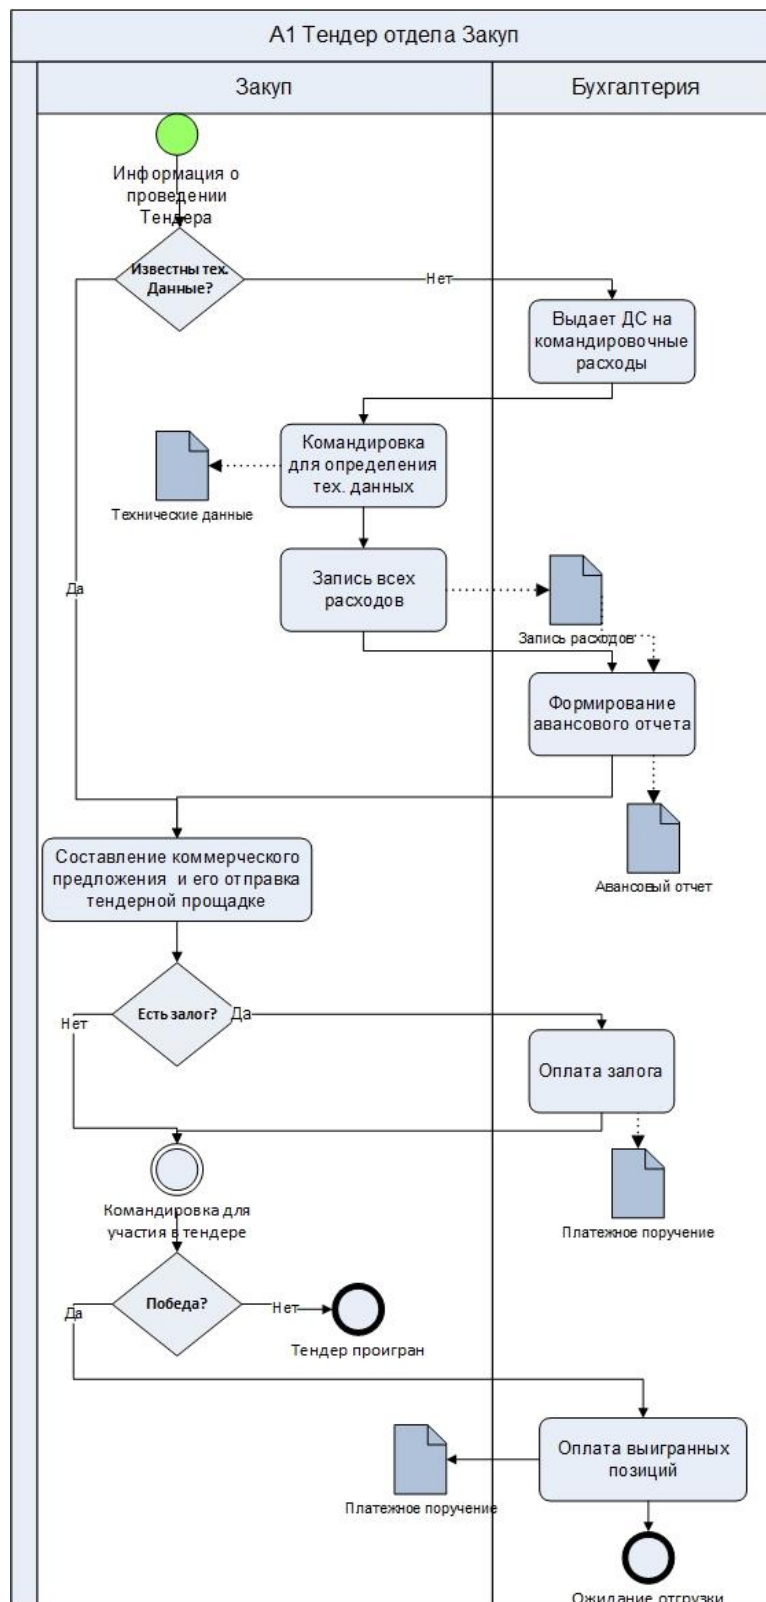 А1 Тендер отдела Закуп
Закуп
Бухгалтерия
Информация о
проведении
Тендера
Известны тех.
Данные?
Нет
Выдает ДС на
командировочные
расходы
Командировка
для определения
тех. данных
Технические данные
Да
Запись всех
расходов
Запись расходов
Формирование
авансового отчета
Составление коммерческого
предложения и его отправка
тендерной прощадке
Авансовый отчет
Есть залог?
Да
Нет
Оплата залога
Командировка для
участия в тендере
Платежное поручение
Победа?
Нет
Да
Тендер проигран
Оплата выигранных
позиций
Платежное поручение
Ожидание отгрузки